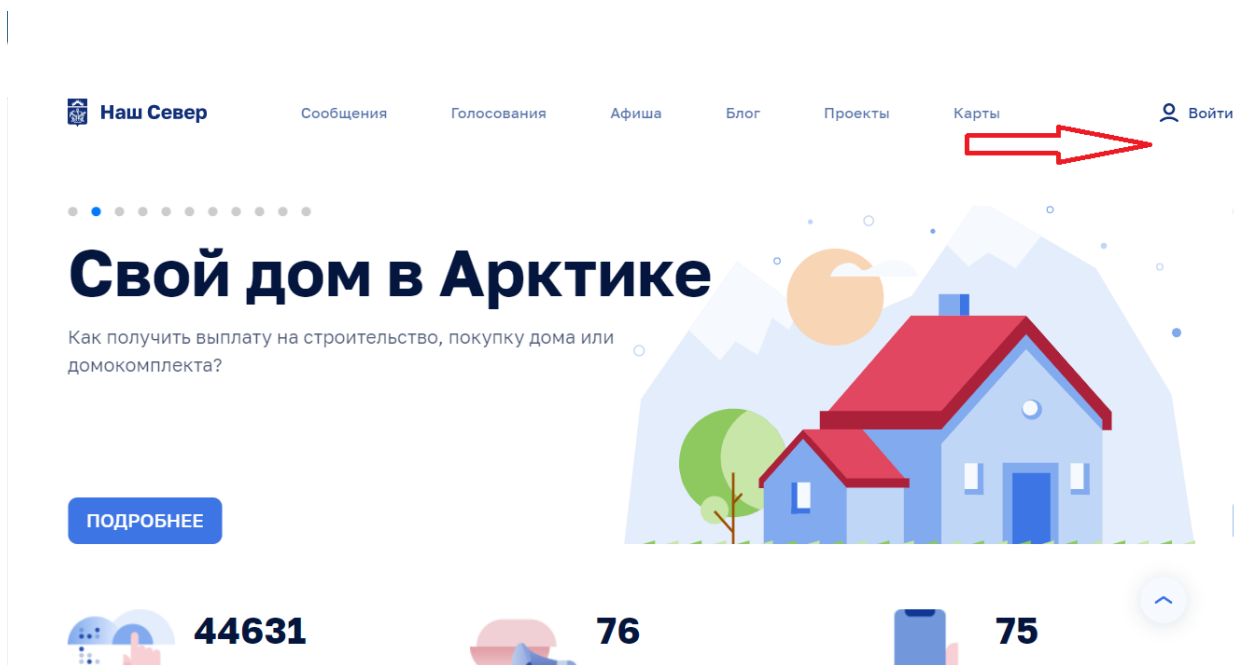 Наш Север Сообщения Голосования Афиша Блог Проекты Карты Войти
Свой дом в Арктике
Как получить выплату на строительство, покупку дома или
домокомплекта?
ПОДРОБНЕЕ
44631 76 75